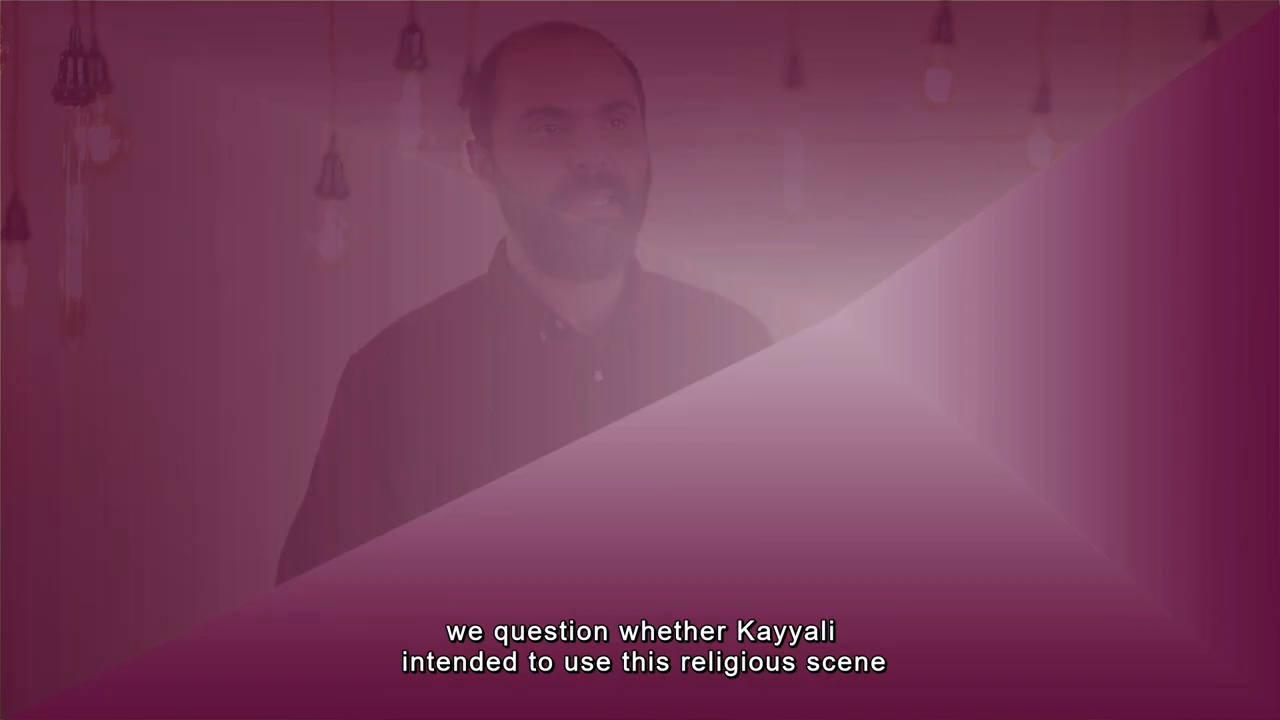 we question whether Kayyali
intended to use this religious scene